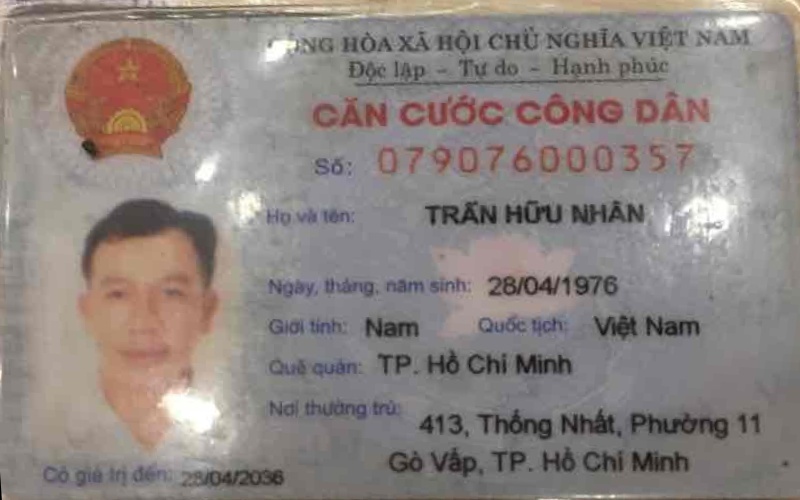 CỘNG HÒA XÃ HỘI CHỦ NGHĨA VIỆT NAM
Độc lập - Tự do - Hạnh phúc
CĂN CƯỚC CÔNG DÂN
Số: 079076000357
Họ và tên: TRẦN HỮU NHÂN
Ngày, tháng, năm sinh: 28/04/1976
Giới tính: Nam Quốc tịch: Việt Nam
Quê quán: TP. Hồ Chí Minh
Nơi thường trú: 413, Thống Nhất, Phường 11
Gò Vấp, TP. Hồ Chí Minh
Có giá trị đến: 28/04/2036